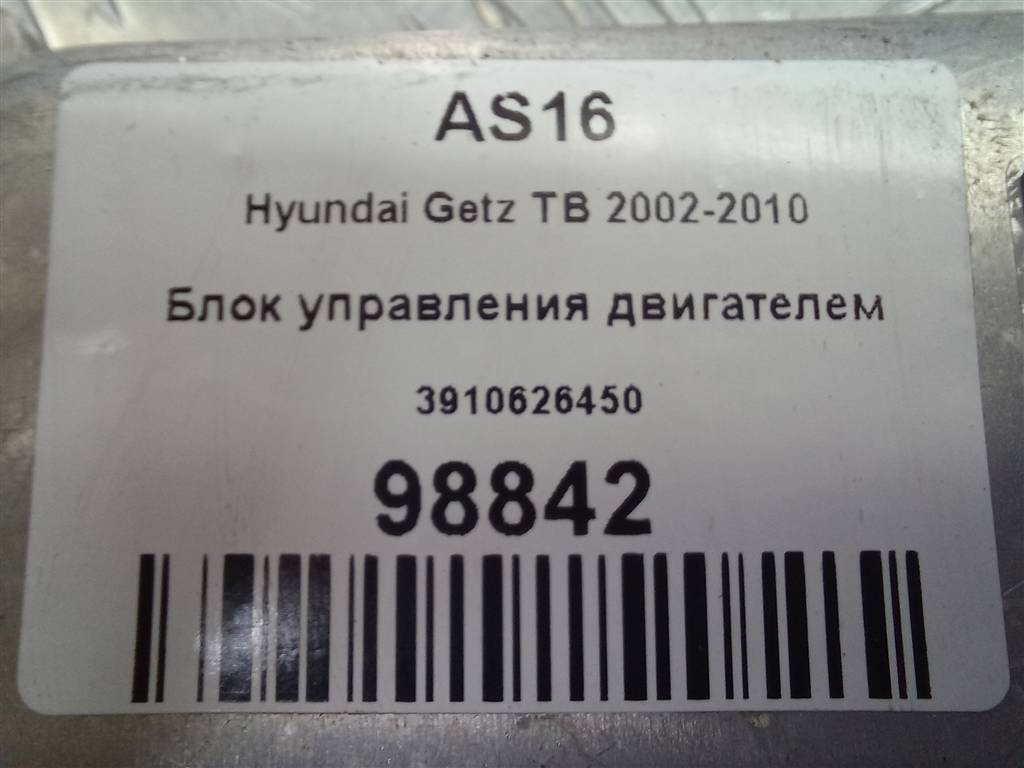 AS16
Hyundai Getz TB 2002-2010
Блок управления двигателем
3910626450
98842